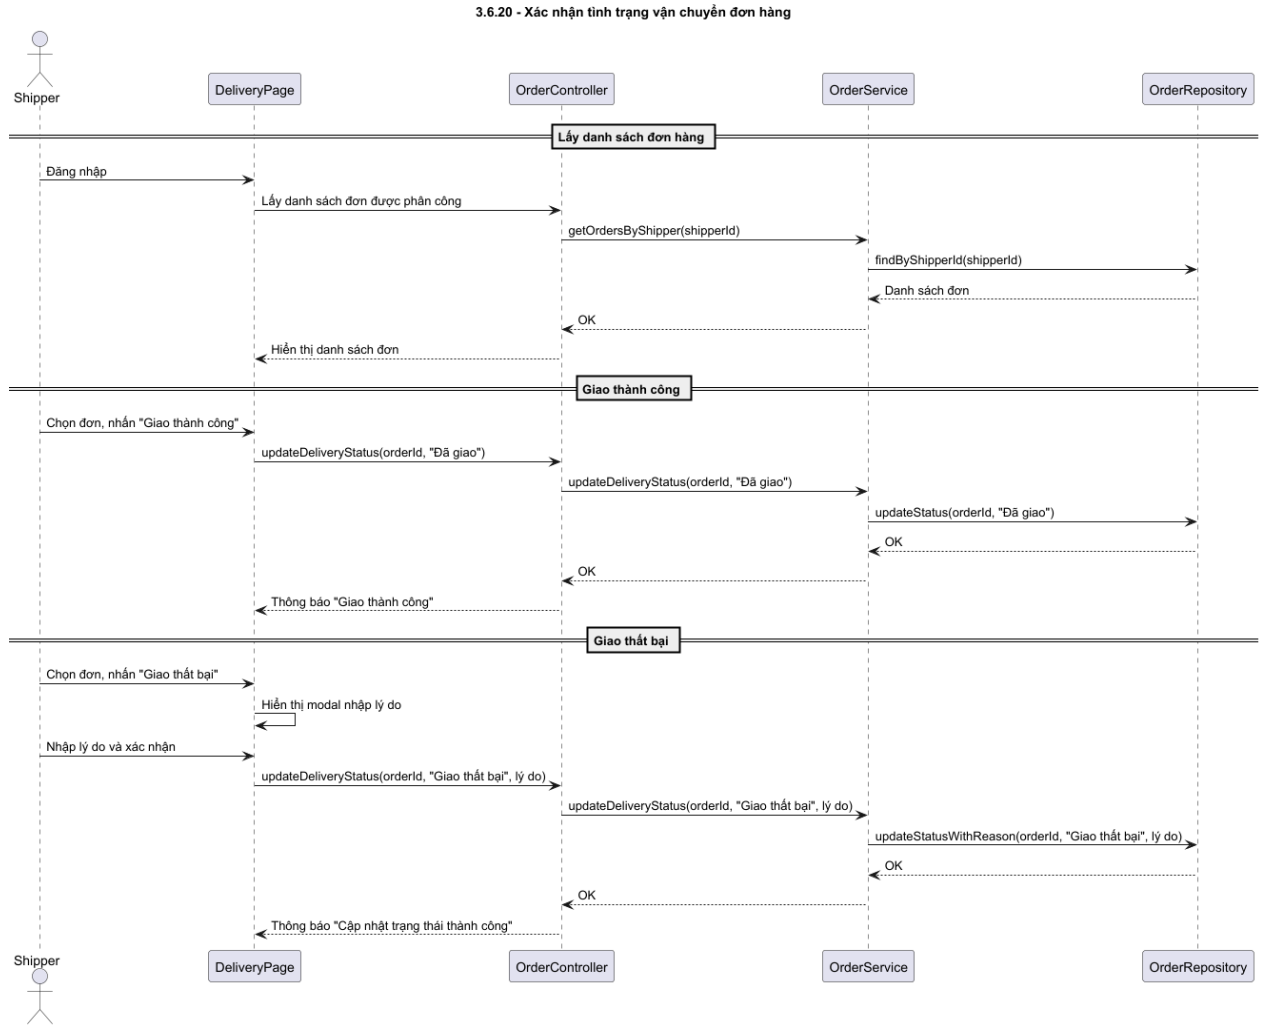 3.6.20 - Xác nhận tình trạng vận chuyển đơn hàng
Shipper
DeliveryPage
OrderController
OrderService
OrderRepository
Lấy danh sách đơn hàng
Đăng nhập
Lấy danh sách đơn được phân công
getOrdersByShipper(shipperId)
findByShipperId(shipperId)
Danh sách đơn
OK
Hiển thị danh sách đơn
Giao thành công
Chọn đơn, nhấn "Giao thành công"
updateDeliveryStatus(orderId, "Đã giao")
updateDeliveryStatus(orderId, "Đã giao")
updateStatus(orderId, "Đã giao")
OK
OK
Thông báo "Giao thành công"
Giao thất bại
Chọn đơn, nhấn "Giao thất bại"
Hiển thị modal nhập lý do
Nhập lý do và xác nhận
updateDeliveryStatus(orderId, "Giao thất bại", lý do)
updateDeliveryStatus(orderId, "Giao thất bại", lý do)
updateStatusWithReason(orderId, "Giao thất bại", lý do)
OK
OK
Thông báo "Cập nhật trạng thái thành công"
Shipper
DeliveryPage
OrderController
OrderService
OrderRepository